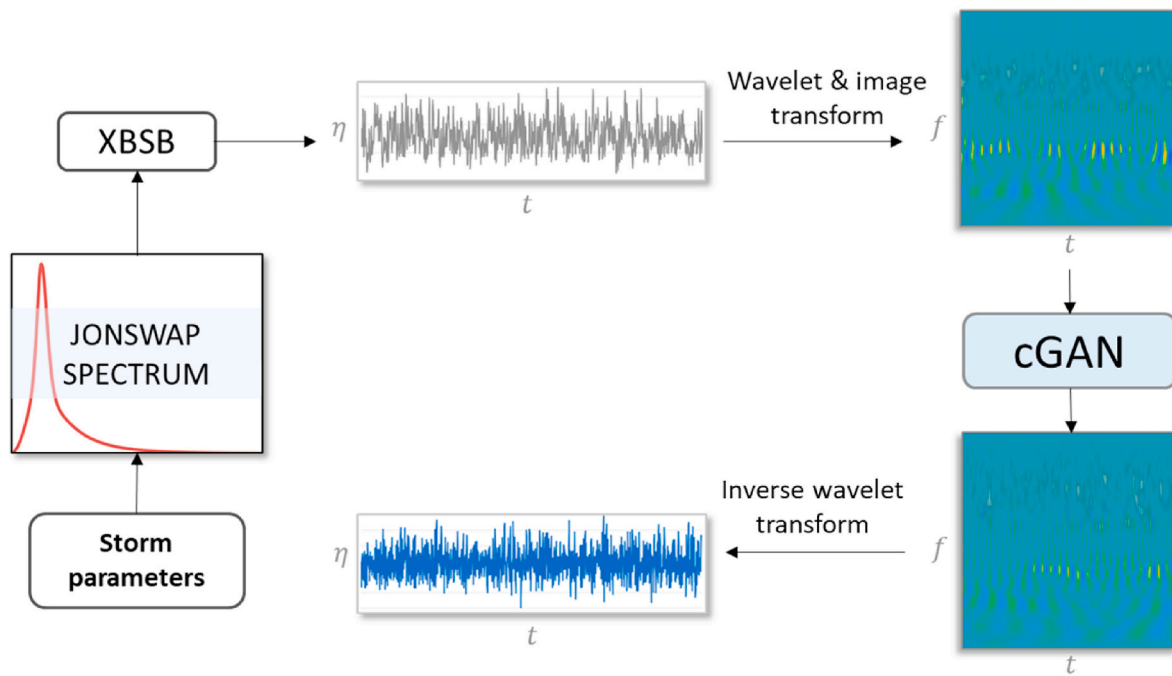 XBSB
η
t
Wavelet & image
transform
f
t
JONSWAP
SPECTRUM
cGAN
Storm
parameters
η
t
Inverse wavelet
transform
f
t